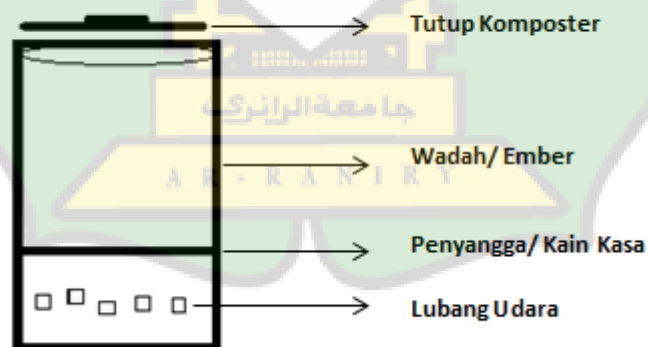 Tutup Komposter
جامعةالرانري
Wadah/ Ember
A R - R A N I R Y
Penyangga/ Kain Kasa
Lubang Udara